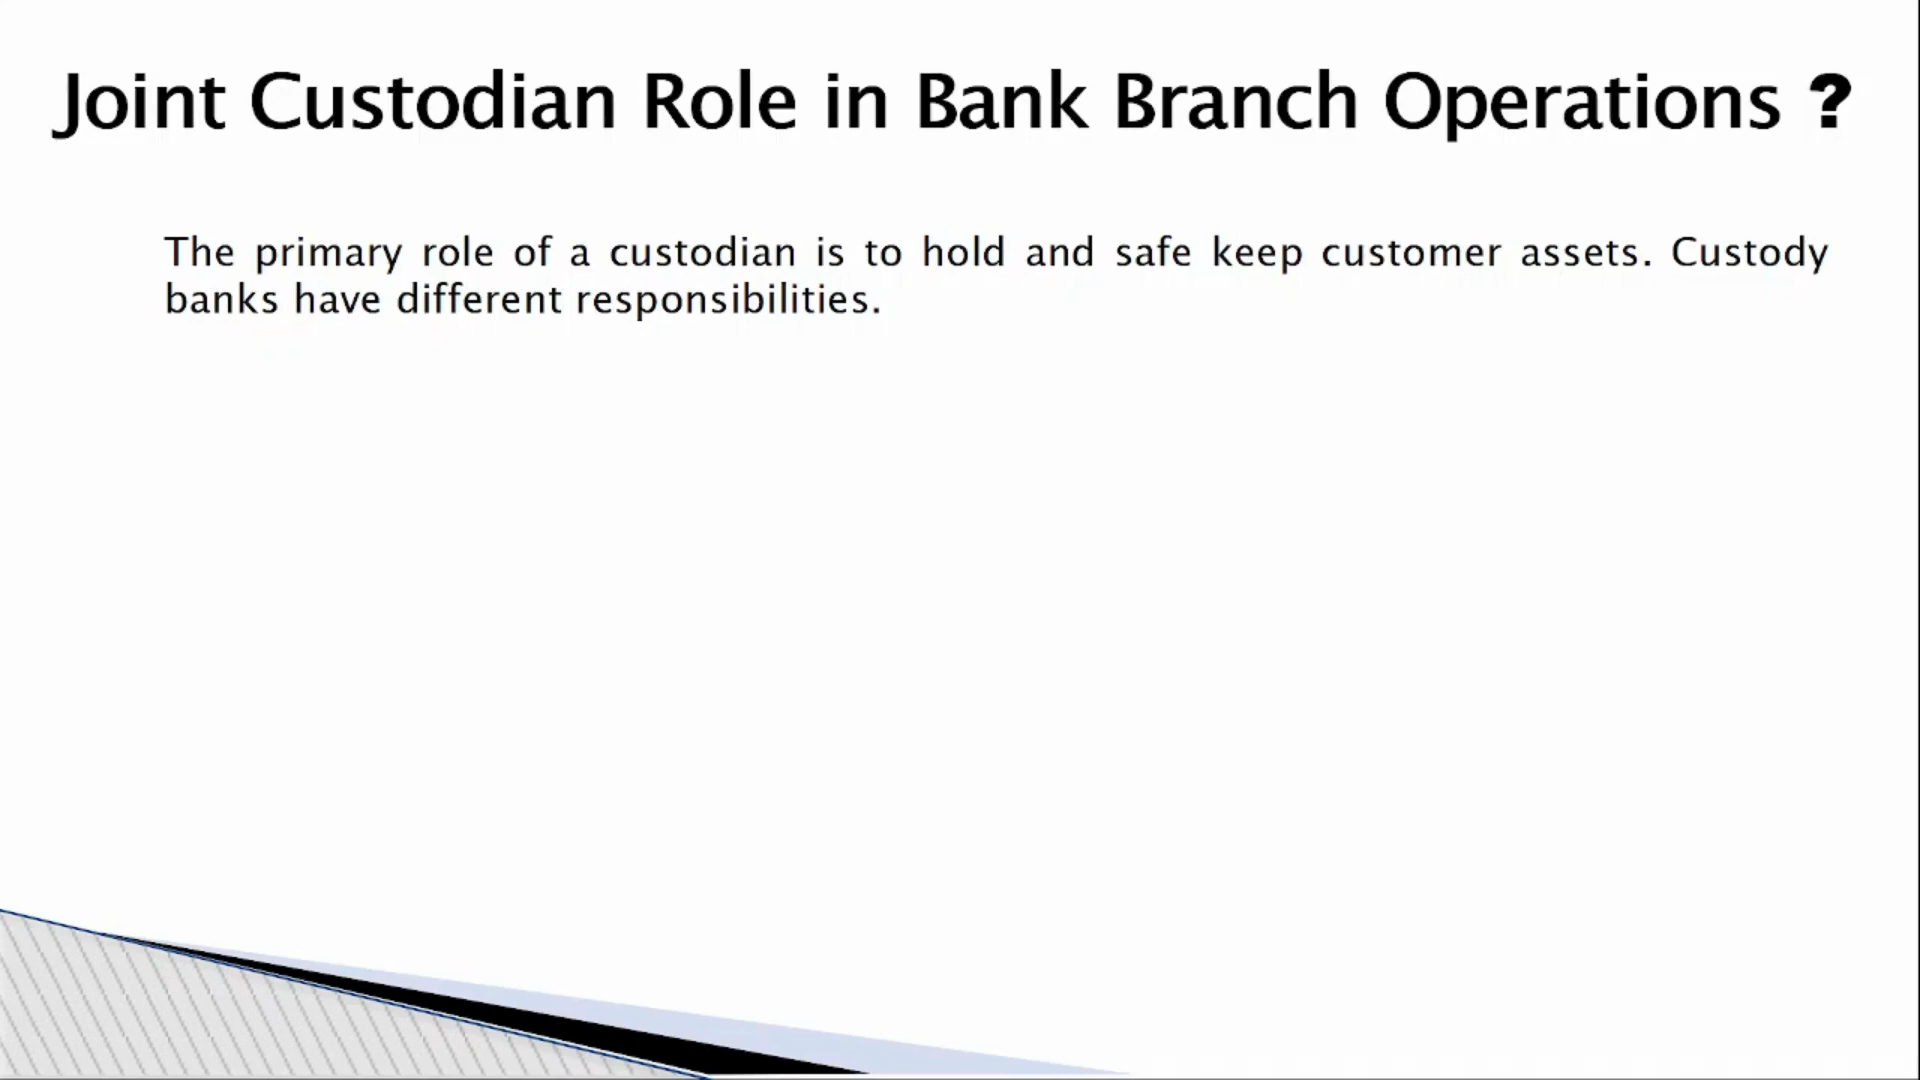 Joint Custodian Role in Bank Branch Operations ?
The primary role of a custodian is to hold and safe keep customer assets. Custody
banks have different responsibilities.